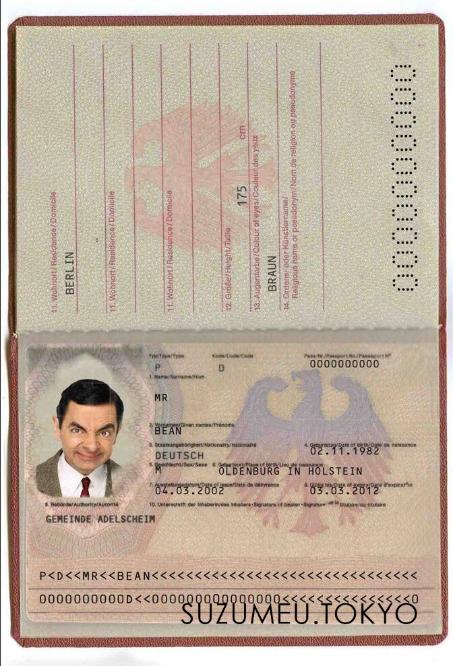 11. Wohnort/Residence/Domicile
BERLIN
11. Wohnort/Residence/Domicile
11. Wohnort/Residence/Domicile
12. Größe/Height/Taille
175 cm
13. Augenfarbe/Colour of eyes/Couleur des yeux
BRAUN
14. Ordens- oder Künstlername/
Religious name or pseudonym/Nom de religion ou pseudonyme
0000000000
Typ/Type/Type Kode/Code/Code Pass-Nr./Passport No./Passeport N°
P D 0000000000
1. Name/Surname/Nom
MR
2. Vornamen/Given names/Prénoms
BEAN
3. Staatsangehörigkeit/Nationality/Nationalité 4. Geburtstag/Date of birth/Date de naissance
DEUTSCH 02.11.1982
5. Geschlecht/Sex/Sexe 6. Geburtsort/Place of birth/Lieu de naissance
M OLDENBURG IN HOLSTEIN
7. Ausstellungsdatum/Date of issue/Date de délivrance 8. Gültig bis/Date of expiry/Date d'expiration
04.03.2002 03.03.2012
9. Behörde/Authority/Autorité 10. Unterschrift der Inhaberin/des Inhabers-Signature of bearer-Signature du titulaire
GEMEINDE ADELSCHEIM
P<D<<MR<<BEAN<<<<<<<<<<<<<<<<<<<<<<<<<<<<<<<
0000000000D<<0000000000000000<<<<<<<<<<<<<<<0
SUZUMEU.TOKYO